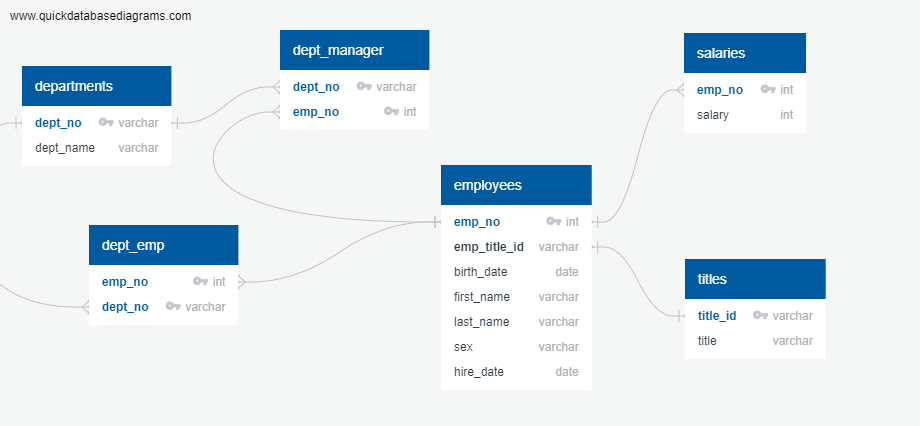 www.quickdatabasediagrams.com
departments
dept_no varchar
dept_name varchar
dept_manager
dept_no varchar
emp_no int
salaries
emp_no int
salary int
employees
emp_no int
emp_title_id varchar
birth_date date
first_name varchar
last_name varchar
sex varchar
hire_date date
dept_emp
emp_no int
dept_no varchar
titles
title_id varchar
title varchar